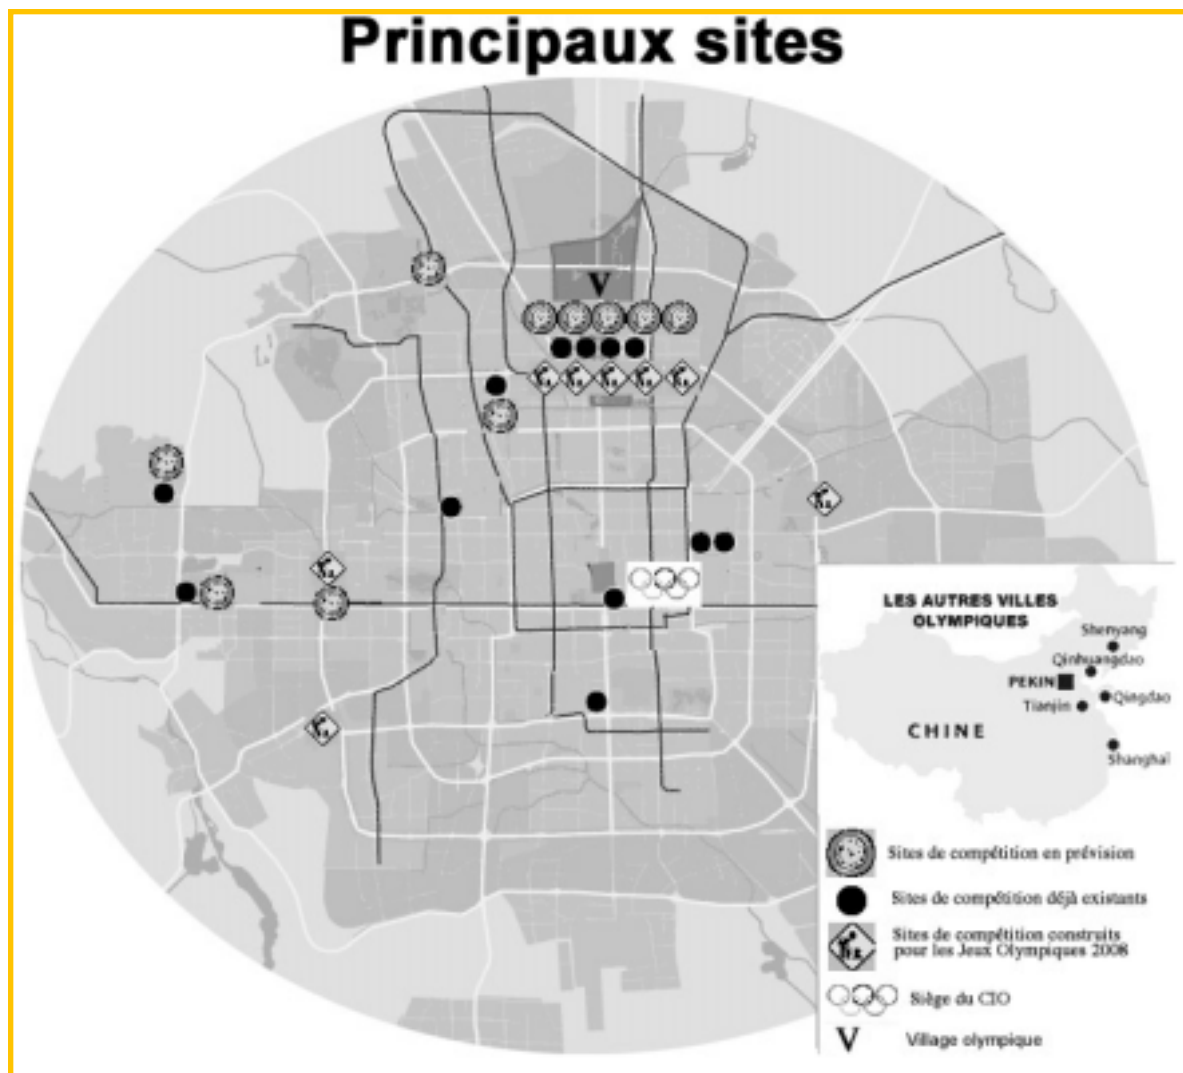 Principaux sites
V
LES AUTRES VILLES
OLYMPIQUES
Shenyang
Qinhuangdao
PEKIN
Qingdao
Tianjin
CHINE
Shanghaï
Sites de compétition en prévision
Sites de compétition déjà existants
Sites de compétition construits
pour les Jeux Olympiques 2008
Siège du CIO
V Village olympique